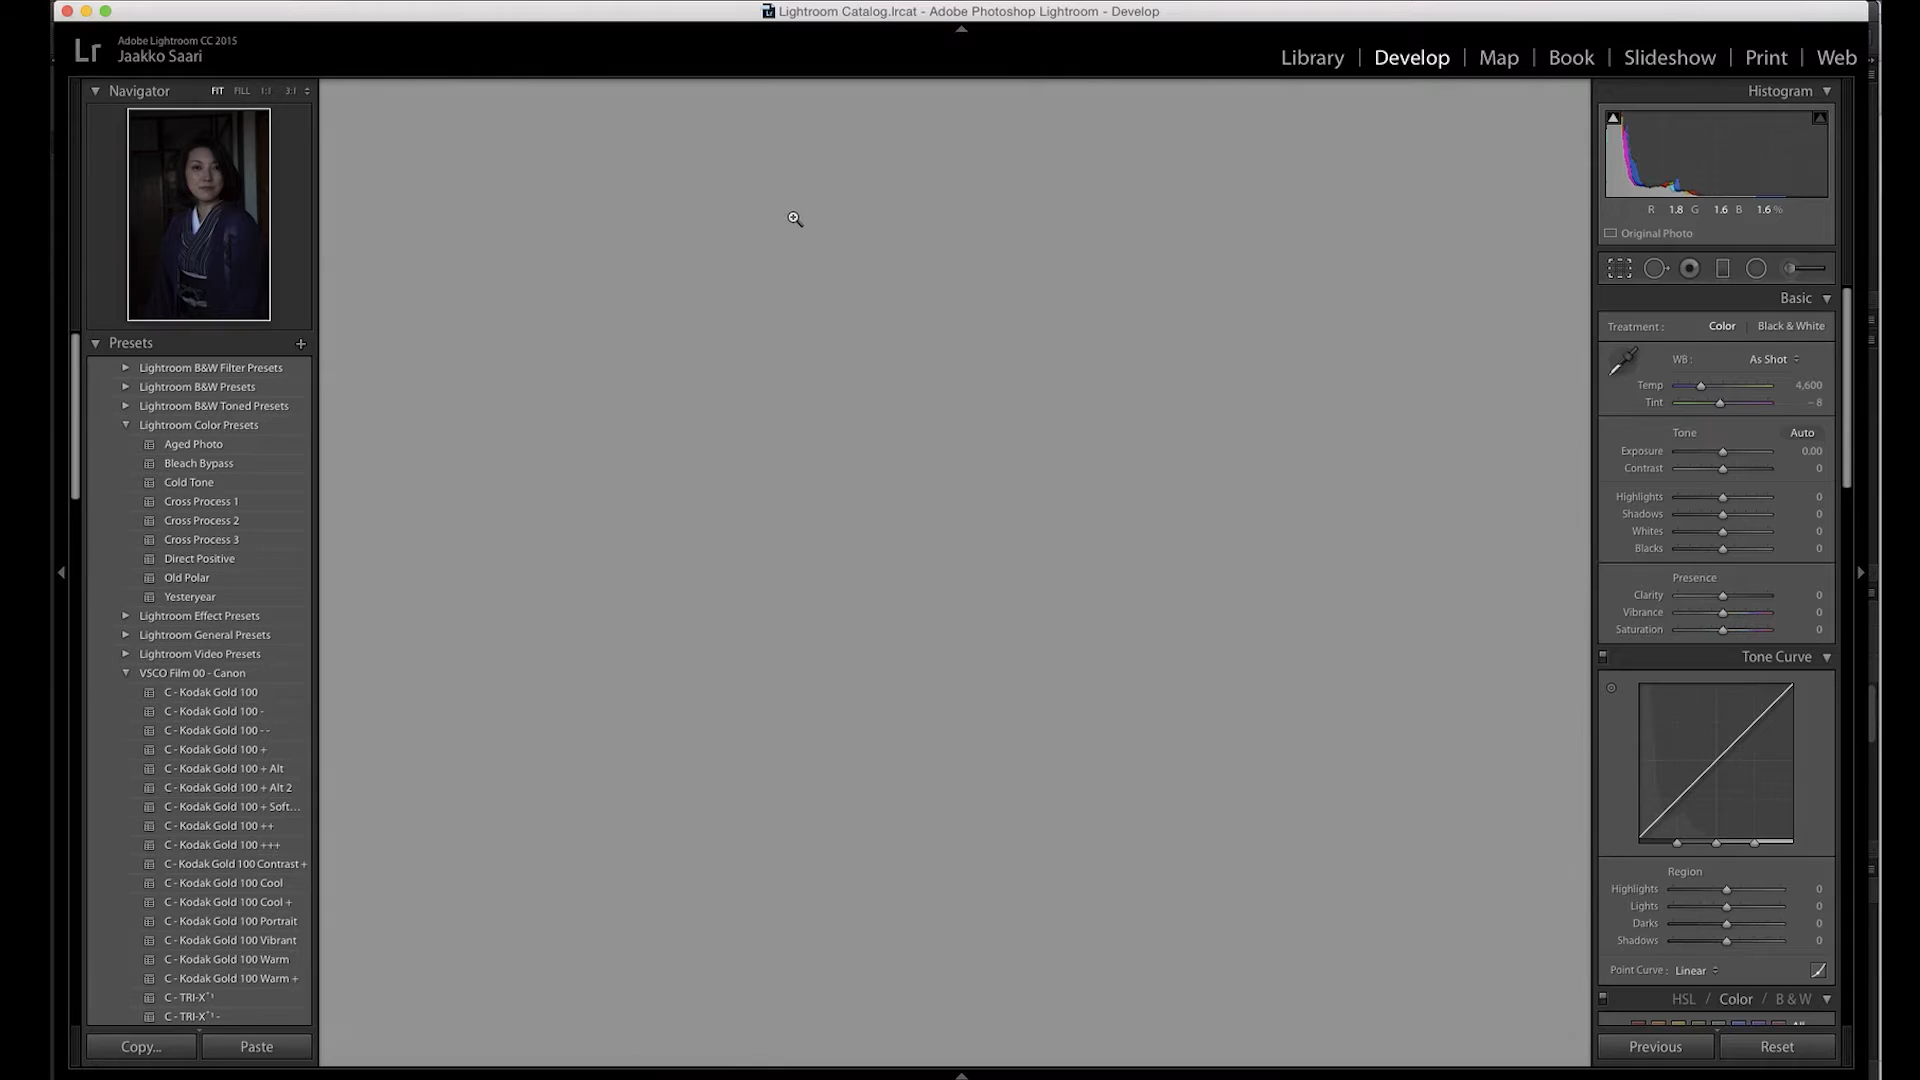 Lightroom Catalog.lrcat - Adobe Photoshop Lightroom - Develop
Lr
Adobe Lightroom CC 2015
Jaakko Saari
Library | Develop | Map | Book | Slideshow | Print | Web
Navigator FIT FILL 1:1 3:1
Presets +
Lightroom B&W Filter Presets
Lightroom B&W Presets
Lightroom B&W Toned Presets
Lightroom Color Presets
Aged Photo
Bleach Bypass
Cold Tone
Cross Process 1
Cross Process 2
Cross Process 3
Direct Positive
Old Polar
Yesteryear
Lightroom Effect Presets
Lightroom General Presets
Lightroom Video Presets
VSCO Film 00 - Canon
C - Kodak Gold 100
C - Kodak Gold 100 -
C - Kodak Gold 100 - -
C - Kodak Gold 100 +
C - Kodak Gold 100 + Alt
C - Kodak Gold 100 + Alt 2
C - Kodak Gold 100 + Soft...
C - Kodak Gold 100 ++
C - Kodak Gold 100 +++
C - Kodak Gold 100 Contrast +
C - Kodak Gold 100 Cool
C - Kodak Gold 100 Cool +
C - Kodak Gold 100 Portrait
C - Kodak Gold 100 Vibrant
C - Kodak Gold 100 Warm
C - Kodak Gold 100 Warm +
C - TRI-X⁺¹
C - TRI-X⁺¹ -
Copy... Paste
Histogram
R 1.8 G 1.6 B 1.6 %
Original Photo
Basic
Treatment : Color | Black & White
WB : As Shot
Temp 4,600
Tint – 8
Tone Auto
Exposure 0.00
Contrast 0
Highlights 0
Shadows 0
Whites 0
Blacks 0
Presence
Clarity 0
Vibrance 0
Saturation 0
Tone Curve
Region
Highlights 0
Lights 0
Darks 0
Shadows 0
Point Curve : Linear
HSL / Color / B & W
Previous Reset